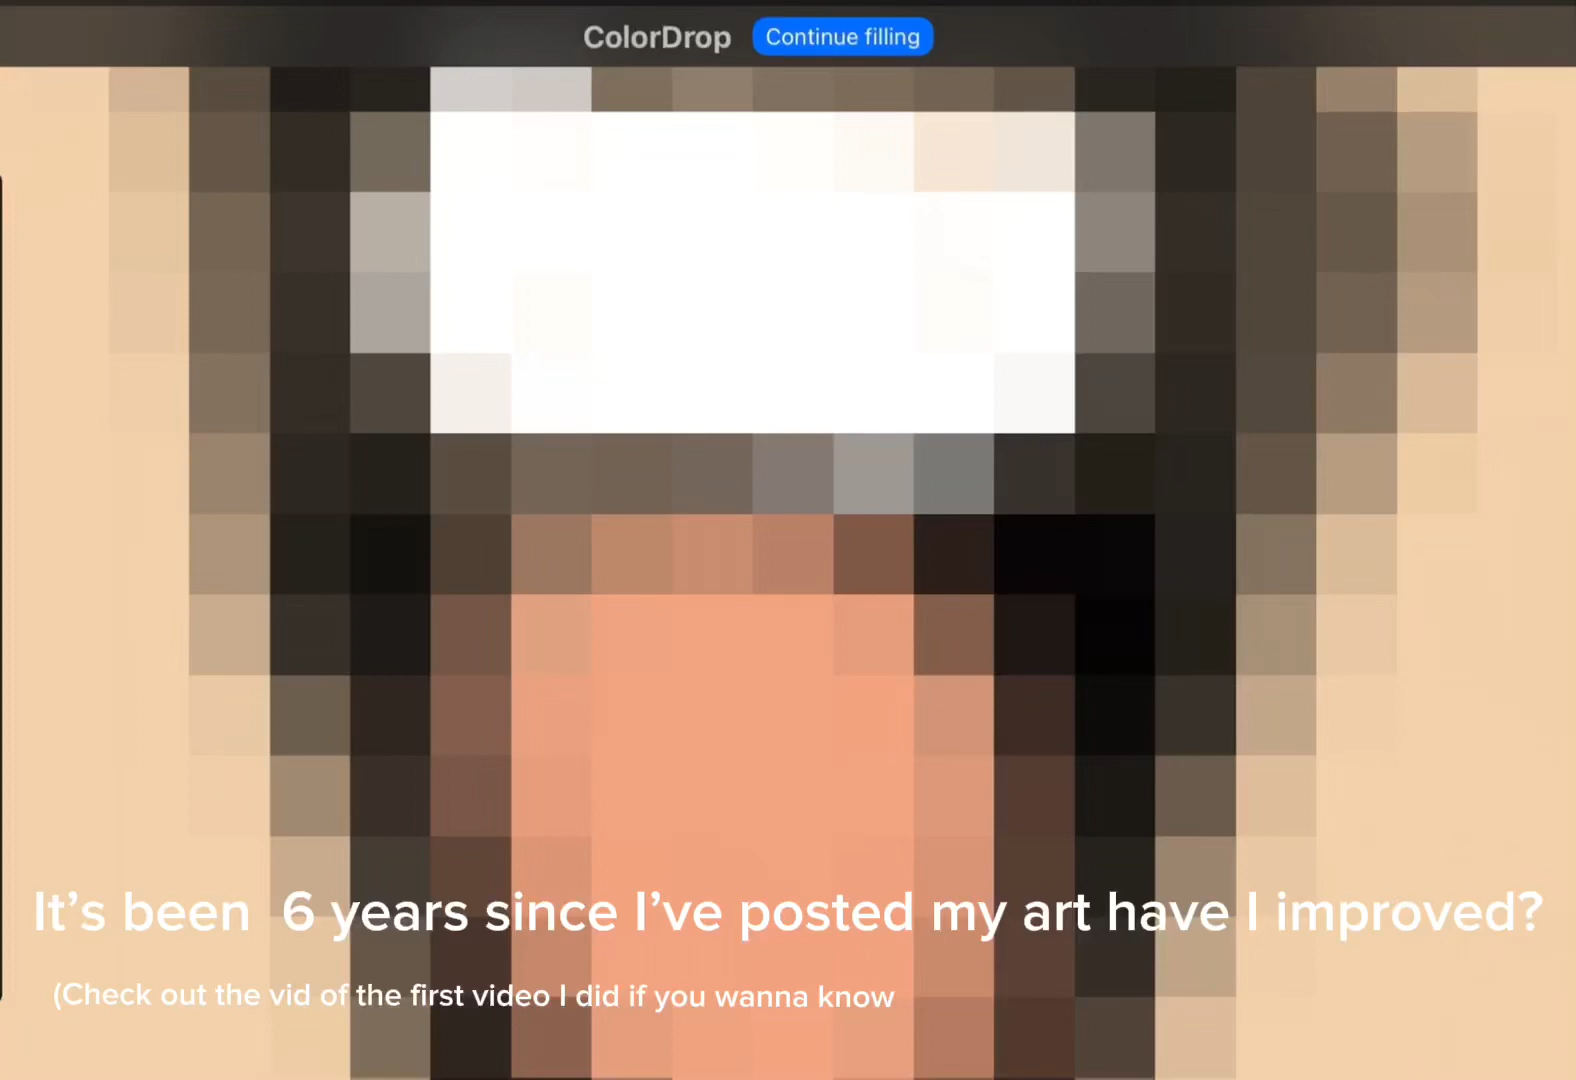 ColorDrop Continue filling
It’s been 6 years since I’ve posted my art have I improved?
(Check out the vid of the first video I did if you wanna know